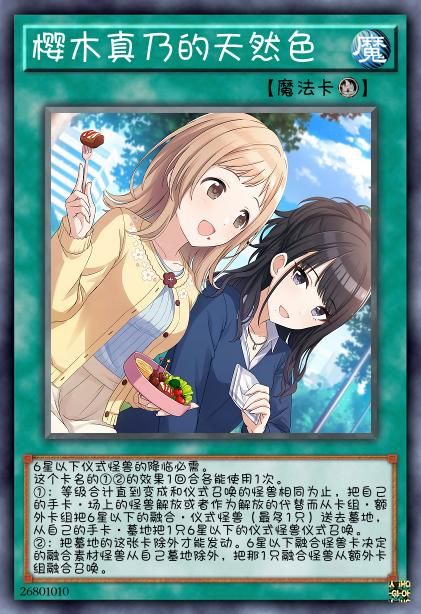 櫻木真乃的天然色
魔
【魔法卡】
6星以下仪式怪兽的降临必需。
这个卡名的①②的效果1回合各能使用1次。
①：等级合计直到变成和仪式召唤的怪兽相同为止，把自己
的手卡·场上的怪兽解放或者作为解放的代替而从卡组·额
外卡组把6星以下的融合·仪式怪兽（最多1只）送去墓地，
从自己的手卡·墓地把1只6星以下的仪式怪兽仪式召唤。
②：把墓地的这张卡除外才能发动。6星以下融合怪兽卡决定
的融合素材怪兽从自己墓地除外，把那1只融合怪兽从额外卡
组融合召唤。
26801010